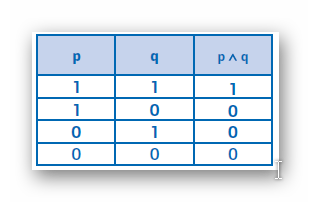 p q p ∧ q
1 1 1
1 0 0
0 1 0
0 0 0